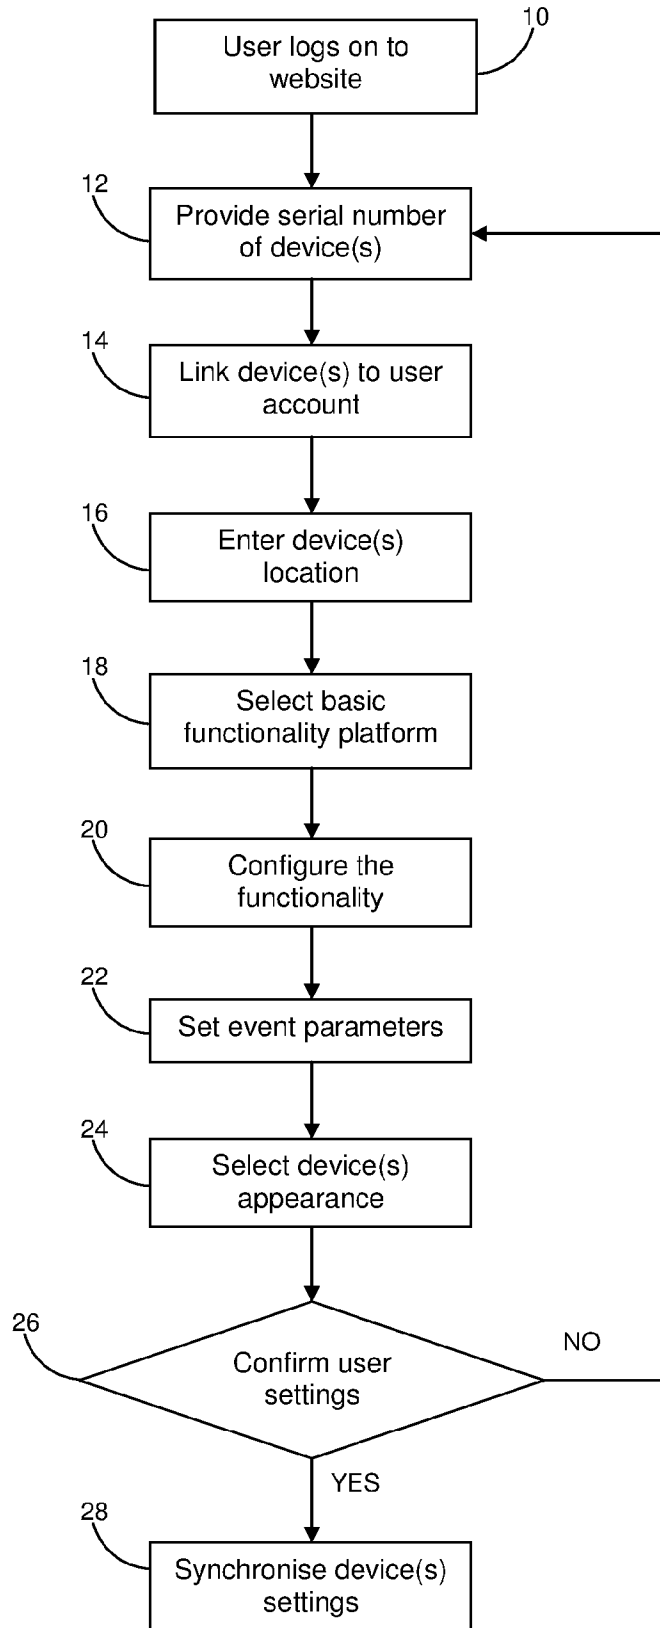 10
User logs on to
website
12
Provide serial number
of device(s)
14
Link device(s) to user
account
16
Enter device(s)
location
18
Select basic
functionality platform
20
Configure the
functionality
22
Set event parameters
24
Select device(s)
appearance
26
Confirm user
settings
NO
YES
28
Synchronise device(s)
settings